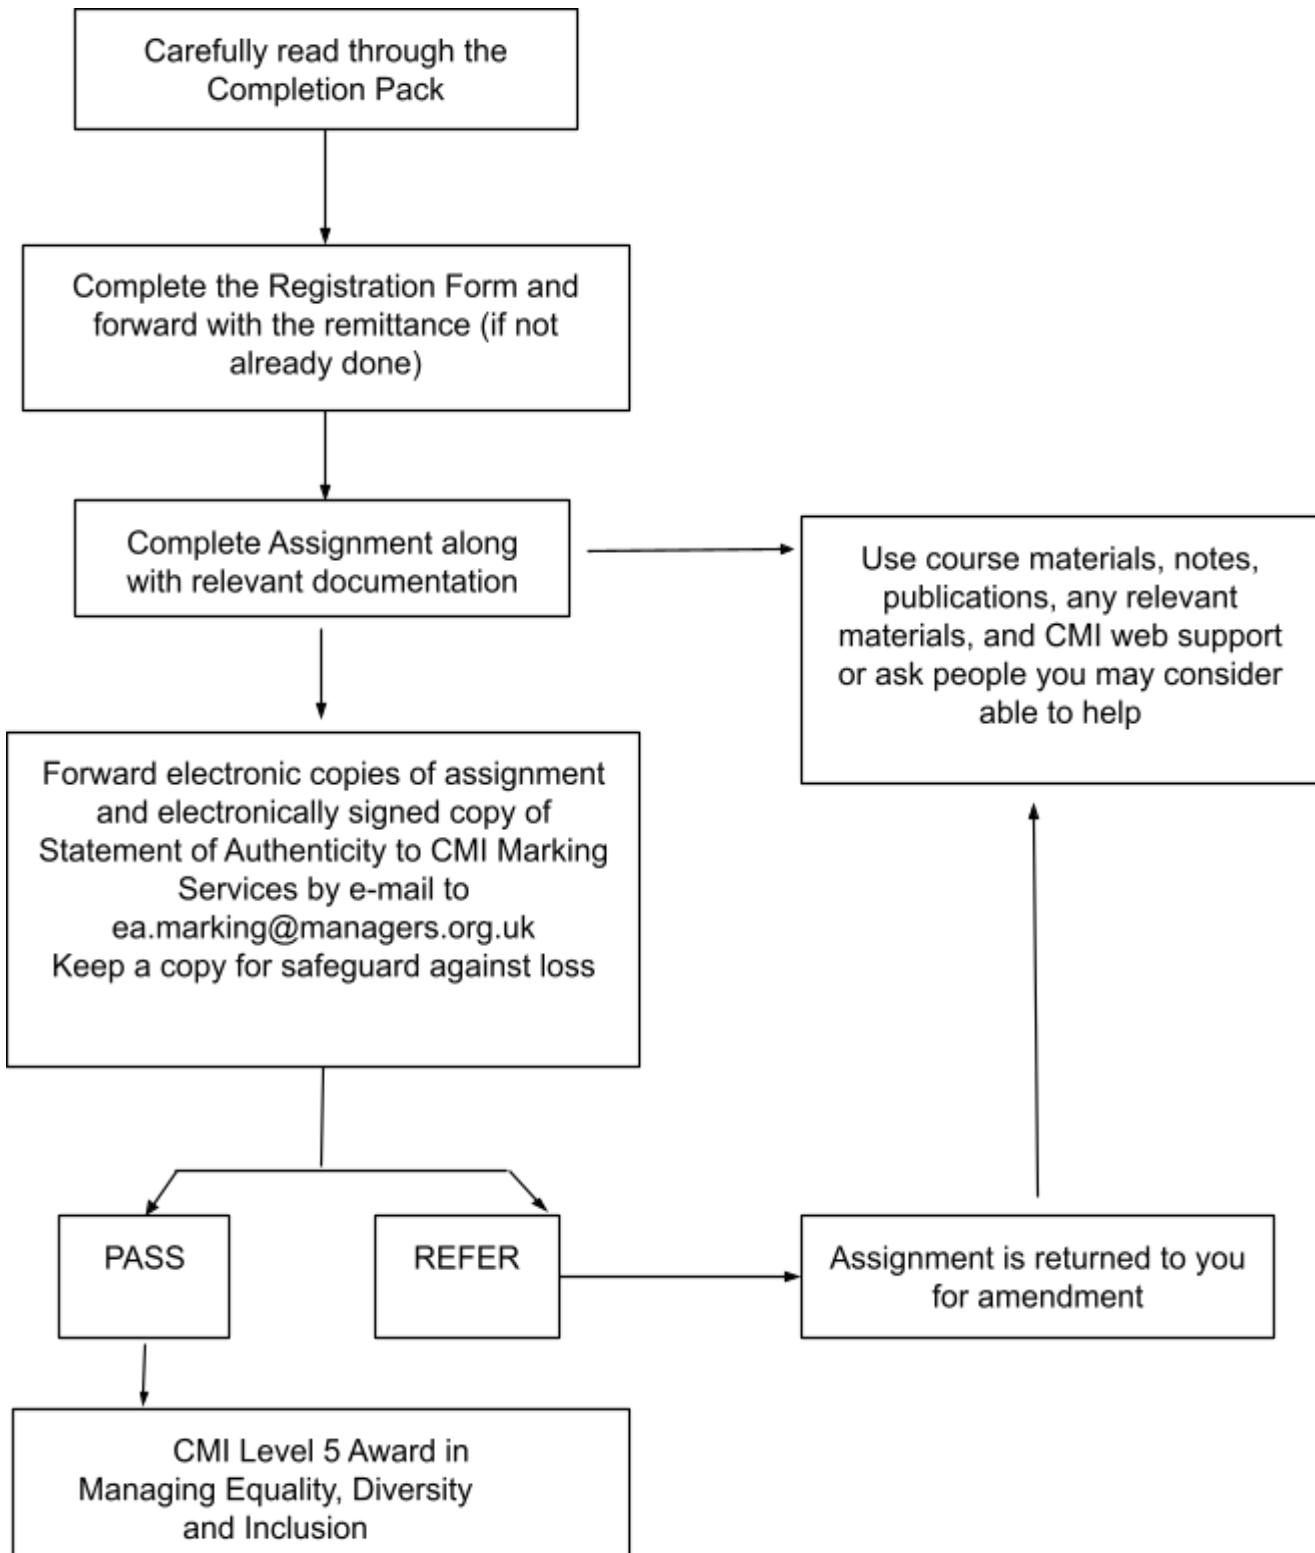 Carefully read through the
Completion Pack
Complete the Registration Form and
forward with the remittance (if not
already done)
Complete Assignment along
with relevant documentation
Use course materials, notes,
publications, any relevant
materials, and CMI web support
or ask people you may consider
able to help
Forward electronic copies of assignment
and electronically signed copy of
Statement of Authenticity to CMI Marking
Services by e-mail to
ea.marking@managers.org.uk
Keep a copy for safeguard against loss
PASS
REFER
Assignment is returned to you
for amendment
CMI Level 5 Award in
Managing Equality, Diversity
and Inclusion